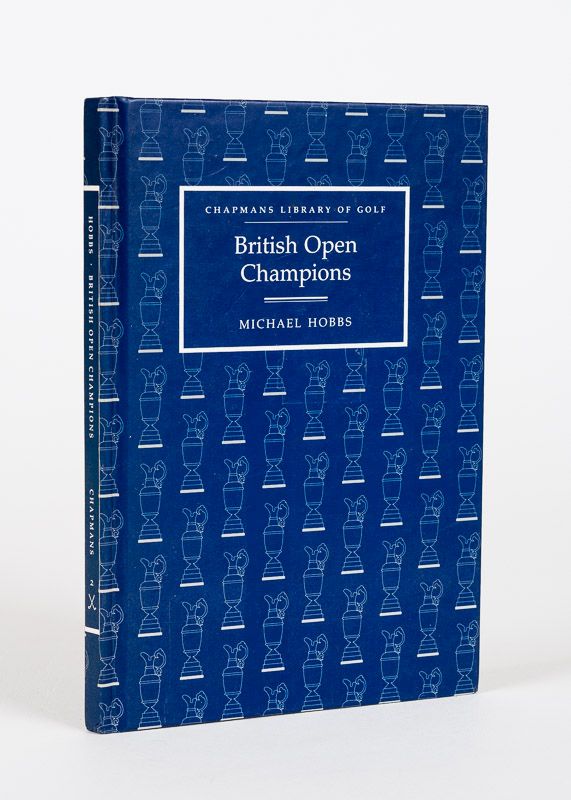 CHAPMANS LIBRARY OF GOLF
British Open
Champions
MICHAEL HOBBS
HOBBS · BRITISH OPEN CHAMPIONS
CHAPMANS
2